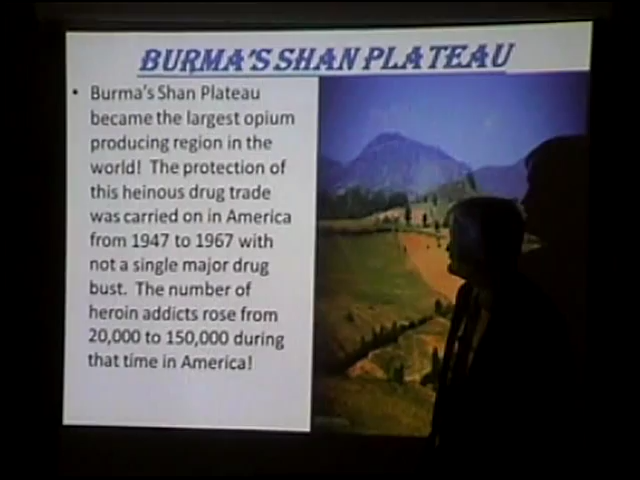 BURMA'S SHAN PLATEAU
• Burma's Shan Plateau
became the largest opium
producing region in the
world! The protection of
this heinous drug trade
was carried on in America
from 1947 to 1967 with
not a single major drug
bust. The number of
heroin addicts rose from
20,000 to 150,000 during
that time in America!